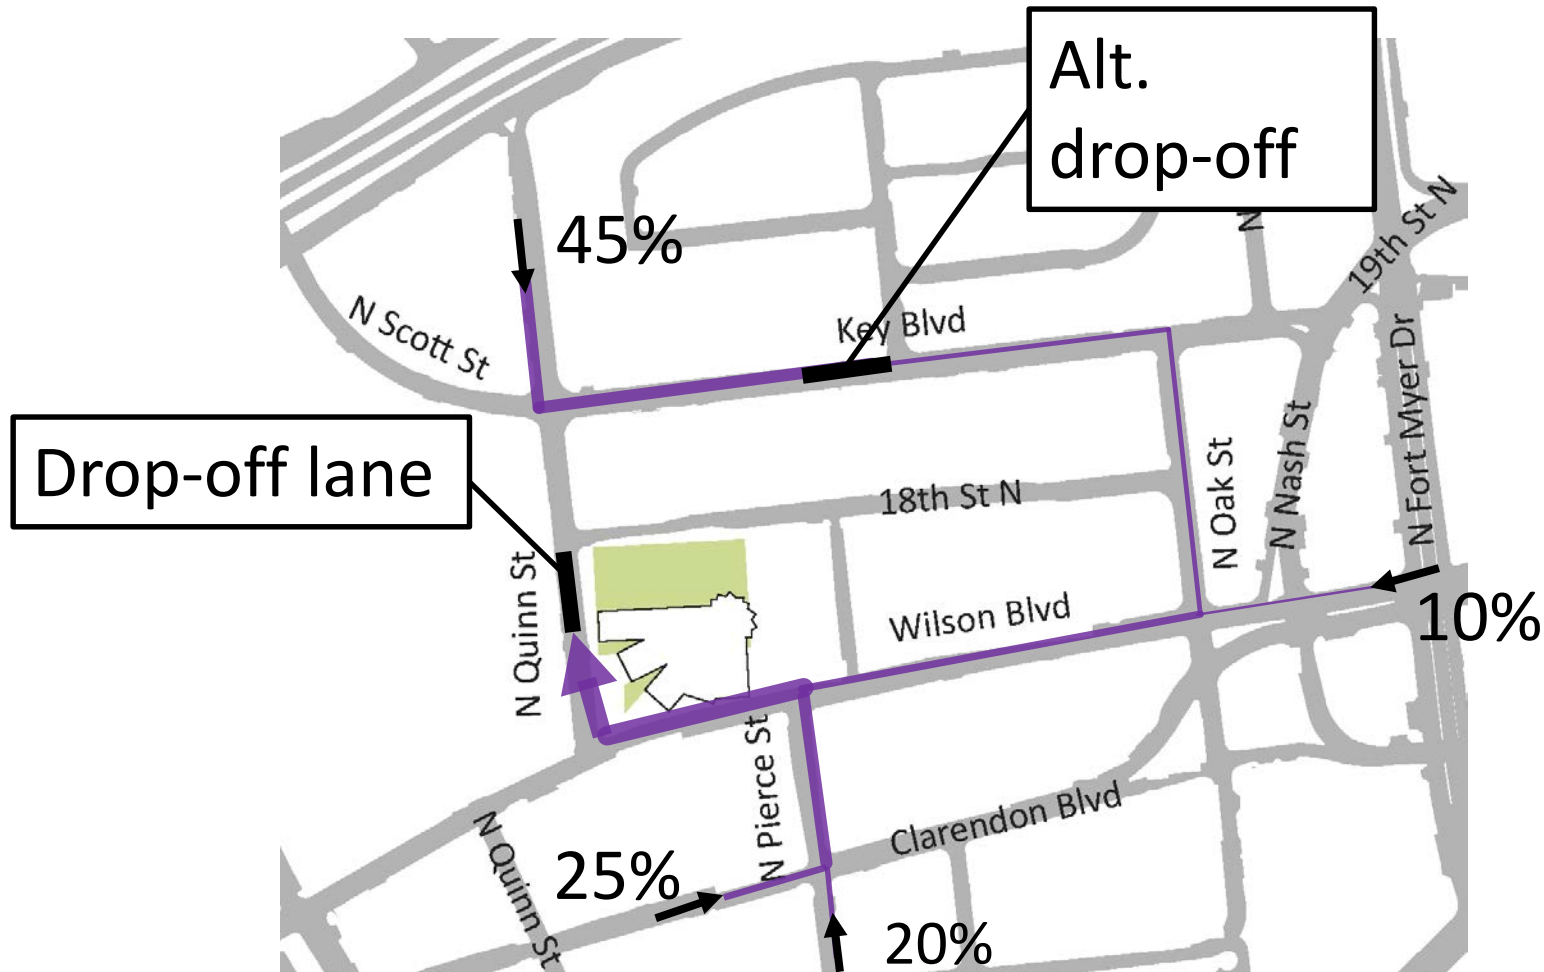 Alt.
drop-off
45%
N
19th St N
N Scott St
Key Blvd
N Fort Myer Dr
Drop-off lane
18th St N
N Oak St
N Nash St
N Quinn St
Wilson Blvd
10%
N Pierce St
Clarendon Blvd
N Quinn St
25%
20%